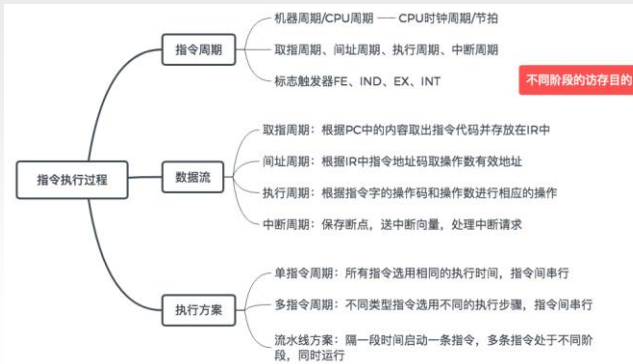 机器周期/CPU周期 —— CPU时钟周期/节拍
指令周期
取指周期、间址周期、执行周期、中断周期
标志触发器FE、IND、EX、INT
不同阶段的访存目的
取指周期：根据PC中的内容取出指令代码并存放在IR中
间址周期：根据IR中指令地址码取操作数有效地址
指令执行过程
数据流
执行周期：根据指令字的操作码和操作数进行相应的操作
中断周期：保存断点，送中断向量，处理中断请求
单指令周期：所有指令选用相同的执行时间，指令间串行
执行方案
多指令周期：不同类型指令选用不同的执行步骤，指令间串行
流水线方案：隔一段时间启动一条指令，多条指令处于不同阶
段，同时运行